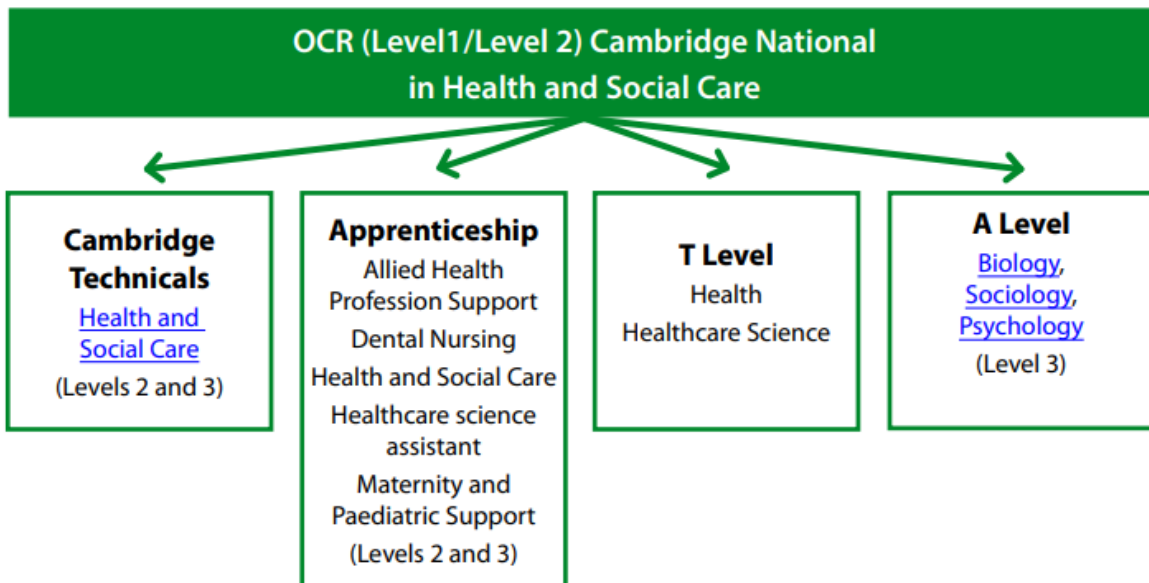 OCR (Level1/Level 2) Cambridge National
in Health and Social Care
Cambridge
Technicals
Health and
Social Care
(Levels 2 and 3)
Apprenticeship
Allied Health
Profession Support
Dental Nursing
Health and Social Care
Healthcare science
assistant
Maternity and
Paediatric Support
(Levels 2 and 3)
T Level
Health
Healthcare Science
A Level
Biology,
Sociology,
Psychology
(Level 3)